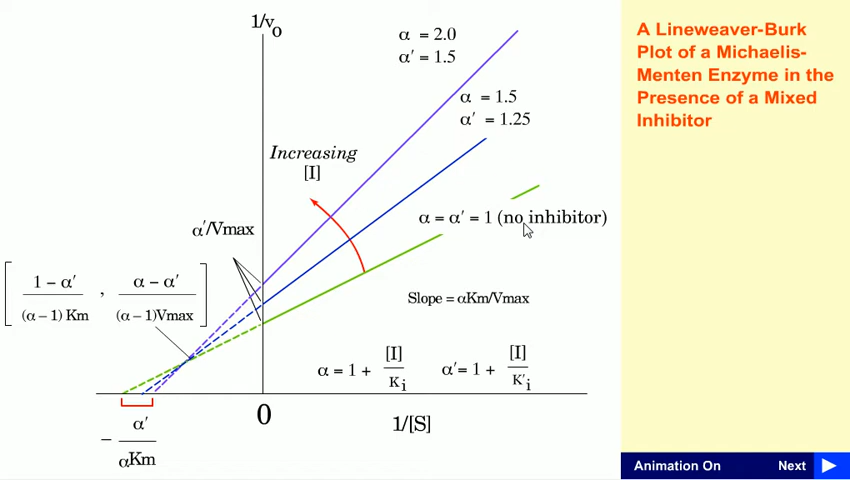 A Lineweaver-Burk
Plot of a Michaelis-
Menten Enzyme in the
Presence of a Mixed
Inhibitor
1/v₀
α = 2.0
α′ = 1.5
α = 1.5
α′ = 1.25
Increasing
[I]
α = α′ = 1 (no inhibitor)
α′/Vmax
[ 1 – α′ / (α – 1) Km , α – α′ / (α – 1)Vmax ]
Slope = αKm/Vmax
α = 1 + [I] / Kᵢ
α′= 1 + [I] / K′ᵢ
0
1/[S]
– α′ / αKm
Animation On
Next